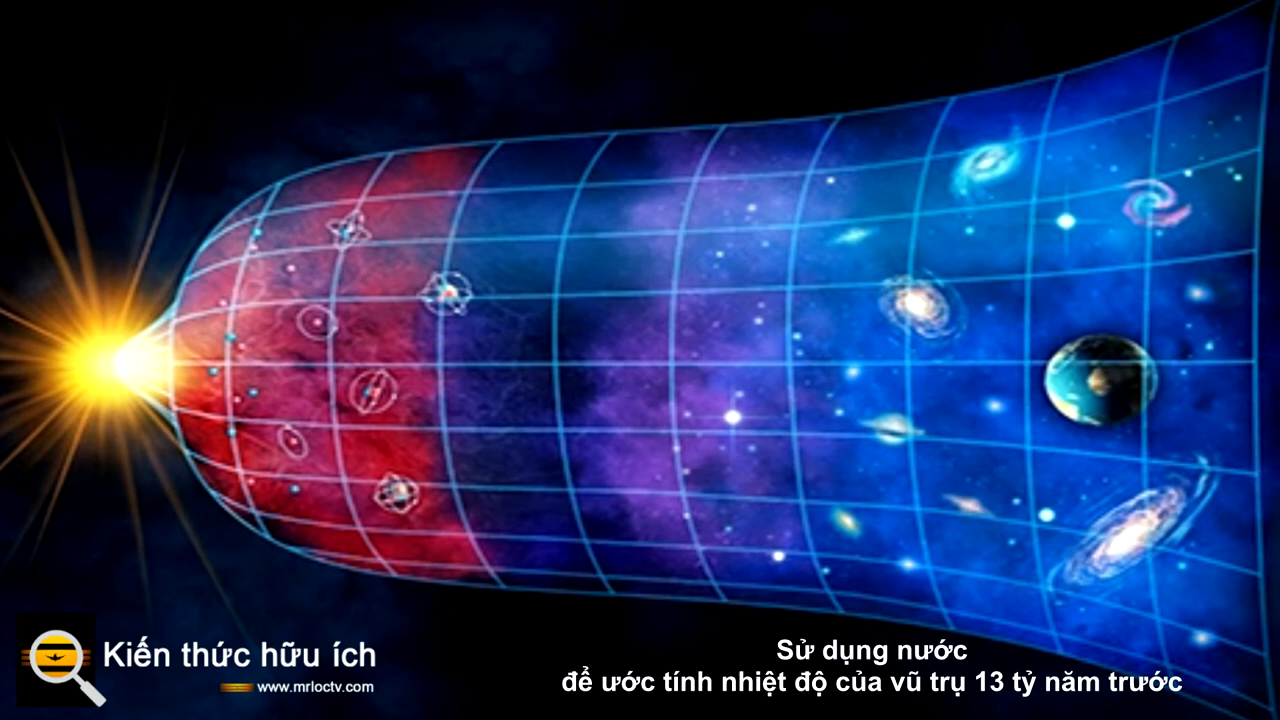 Kiến thức hữu ích
www.mrloctv.com
Sử dụng nước
để ước tính nhiệt độ của vũ trụ 13 tỷ năm trước